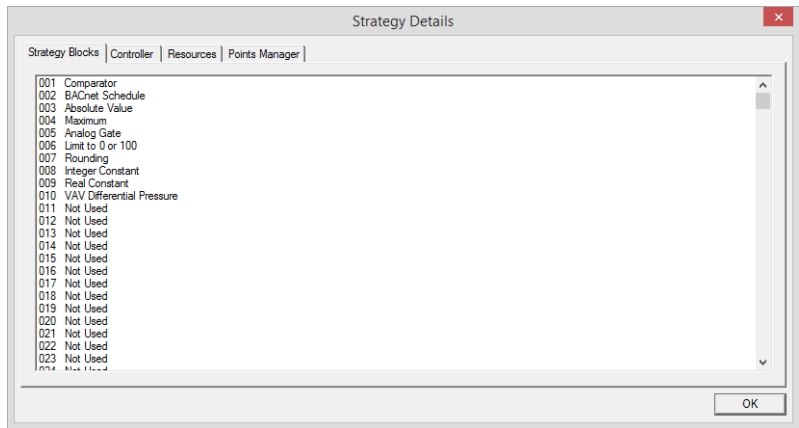 Strategy Details
Strategy Blocks Controller Resources Points Manager
001 Comparator
002 BACnet Schedule
003 Absolute Value
004 Maximum
005 Analog Gate
006 Limit to 0 or 100
007 Rounding
008 Integer Constant
009 Real Constant
010 VAV Differential Pressure
011 Not Used
012 Not Used
013 Not Used
014 Not Used
015 Not Used
016 Not Used
017 Not Used
018 Not Used
019 Not Used
020 Not Used
021 Not Used
022 Not Used
023 Not Used
024 Not Used
OK